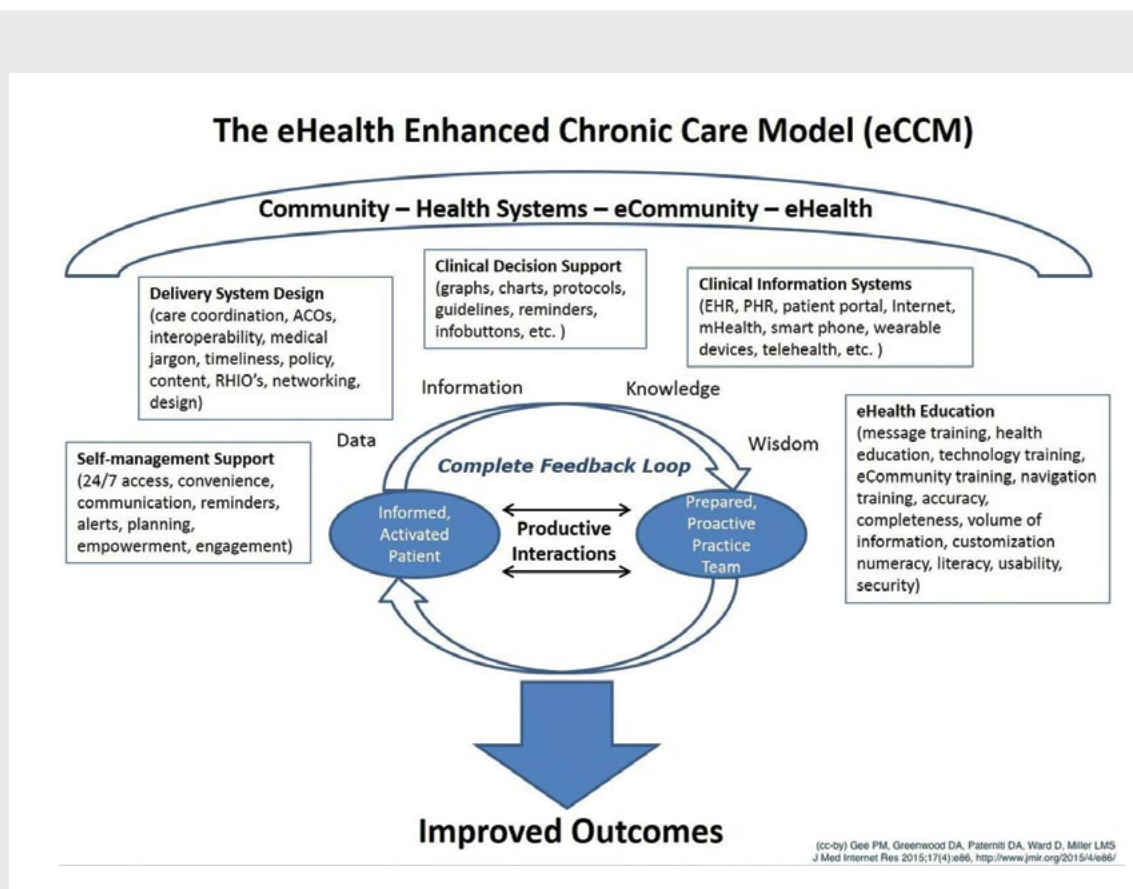 The eHealth Enhanced Chronic Care Model (eCCM)
Community – Health Systems – eCommunity – eHealth
Delivery System Design
(care coordination, ACOs,
interoperability, medical
jargon, timeliness, policy,
content, RHIO's, networking,
design)
Clinical Decision Support
(graphs, charts, protocols,
guidelines, reminders,
infobuttons, etc. )
Clinical Information Systems
(EHR, PHR, patient portal, Internet,
mHealth, smart phone, wearable
devices, telehealth, etc. )
Self-management Support
(24/7 access, convenience,
communication, reminders,
alerts, planning,
empowerment, engagement)
Data
Information
Knowledge
Wisdom
eHealth Education
(message training, health
education, technology training,
eCommunity training, navigation
training, accuracy,
completeness, volume of
information, customization
numeracy, literacy, usability,
security)
Complete Feedback Loop
Informed,
Activated
Patient
Productive
Interactions
Prepared,
Proactive
Practice
Team
Improved Outcomes
(cc-by) Gee PM, Greenwood DA, Paterniti DA, Ward D, Miller LMS
J Med Internet Res 2015;17(4):e86, http://www.jmir.org/2015/4/e86/